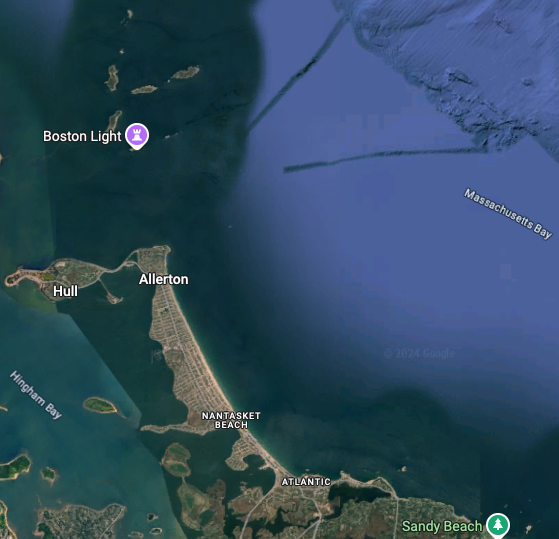 Boston Light
Massachusetts Bay
Allerton
Hull
© 2024 Google
Hingham Bay
NANTASKET
BEACH
ATLANTIC
Sandy Beach